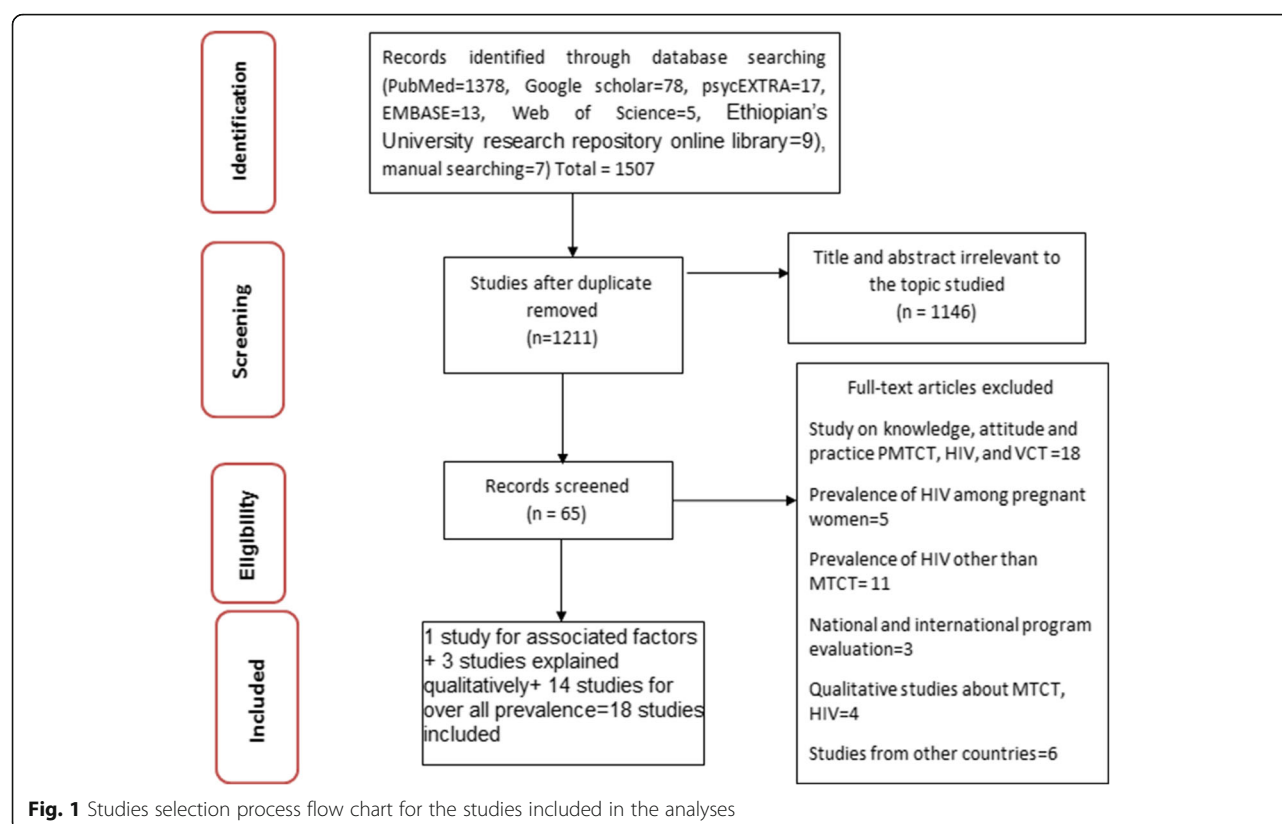 Identification
Records identified through database searching
(PubMed=1378, Google scholar=78, psycEXTRA=17,
EMBASE=13, Web of Science=5, Ethiopian's
University research repository online library=9),
manual searching=7) Total = 1507
Screening
Studies after duplicate
removed
(n=1211)
Title and abstract irrelevant to
the topic studied
(n = 1146)
Eligibility
Records screened
(n = 65)
Full-text articles excluded
Study on knowledge, attitude and
practice PMTCT, HIV, and VCT =18
Prevalence of HIV among pregnant
women=5
Prevalence of HIV other than
MTCT= 11
National and international program
evaluation=3
Qualitative studies about MTCT,
HIV=4
Studies from other countries=6
Included
1 study for associated factors
+ 3 studies explained
qualitatively+ 14 studies for
over all prevalence=18 studies
included
Fig. 1 Studies selection process flow chart for the studies included in the analyses